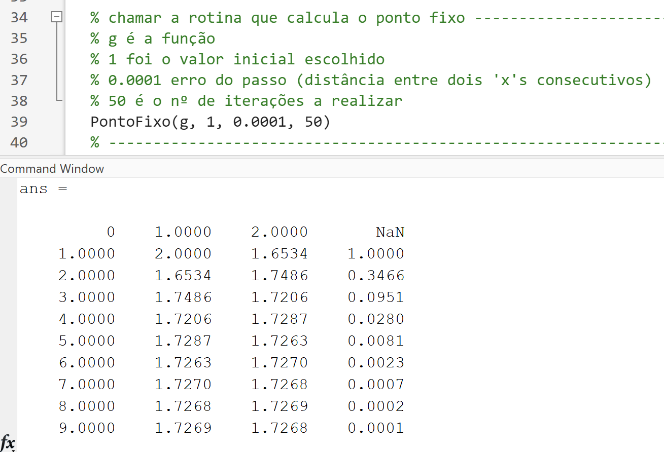 34 % chamar a rotina que calcula o ponto fixo -----------------------
35 % g é a função
36 % 1 foi o valor inicial escolhido
37 % 0.0001 erro do passo (distância entre dois 'x's consecutivos)
38 % 50 é o nº de iterações a realizar
39 PontoFixo(g, 1, 0.0001, 50)
40 % ----------------------------------------------------------------
Command Window
ans =
0 1.0000 2.0000 NaN
1.0000 2.0000 1.6534 1.0000
2.0000 1.6534 1.7486 0.3466
3.0000 1.7486 1.7206 0.0951
4.0000 1.7206 1.7287 0.0280
5.0000 1.7287 1.7263 0.0081
6.0000 1.7263 1.7270 0.0023
7.0000 1.7270 1.7268 0.0007
8.0000 1.7268 1.7269 0.0002
9.0000 1.7269 1.7268 0.0001
fx